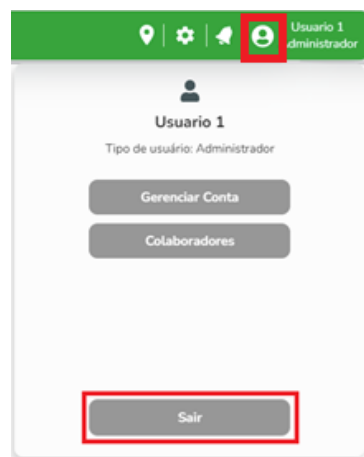 Usuario 1
Administrador
Usuario 1
Tipo de usuário: Administrador
Gerenciar Conta
Colaboradores
Sair